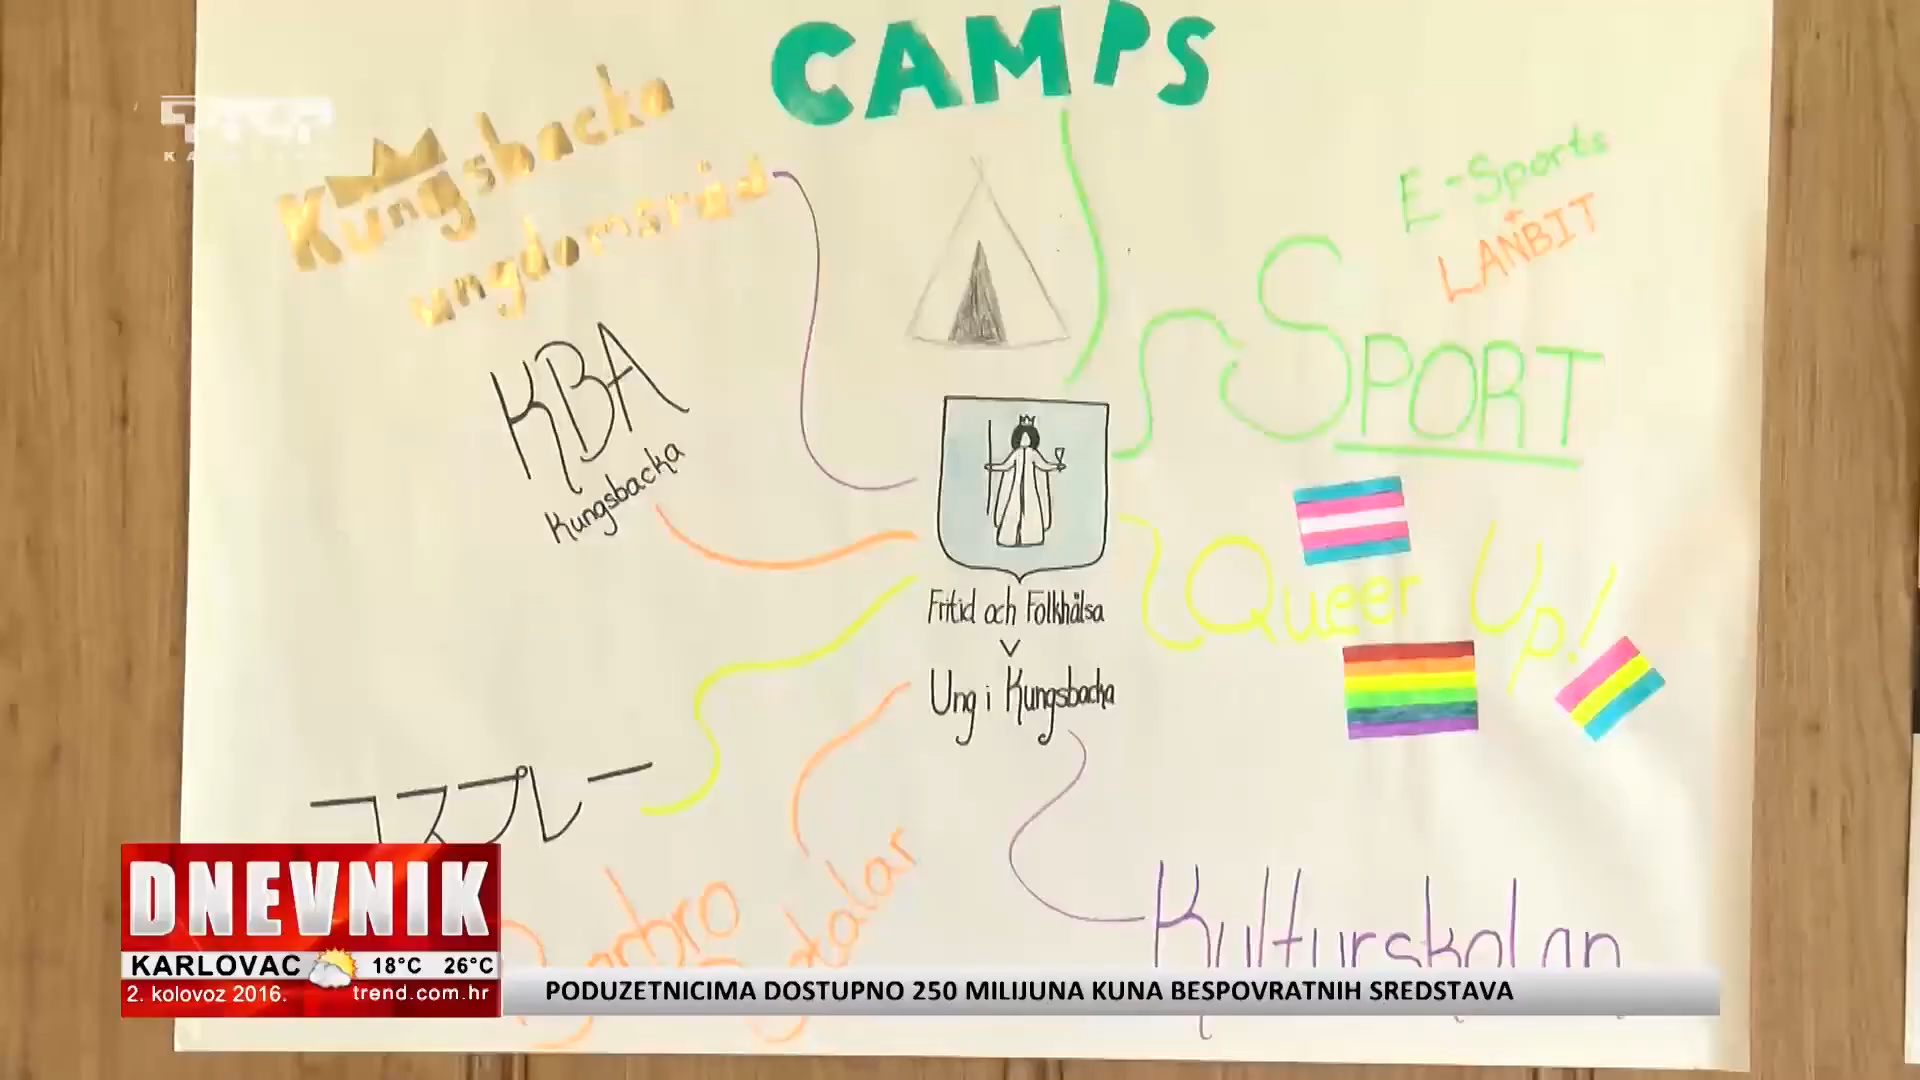 CAMPS
Kungsbacka
ungdomsråd
E-Sports
LANBIT
SPORT
KBA
Kungsbacka
Queer Up!
Fritid och Folkhälsa
Ung i Kungsbacka
コスプレー
Kulturskolan
DNEVNIK
KARLOVAC 18°C 26°C
2. kolovoz 2016. trend.com.hr
PODUZETNICIMA DOSTUPNO 250 MILIJUNA KUNA BESPOVRATNIH SREDSTAVA